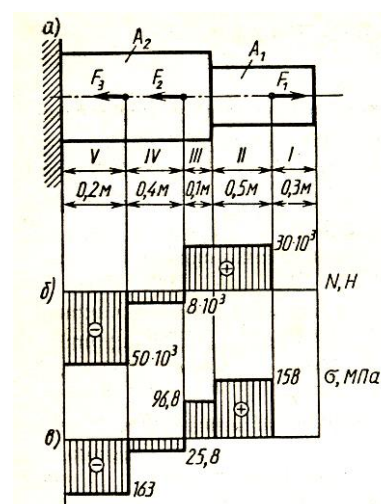 а)
A₂
A₁
F₃ F₂ F₁
V IV III II I
0,2м 0,4м 0,1м 0,5м 0,3м
30·10³
б)
N, Н
+
8·10³
−
50·10³
158
σ, МПа
96,8
+
в)
−
25,8
163